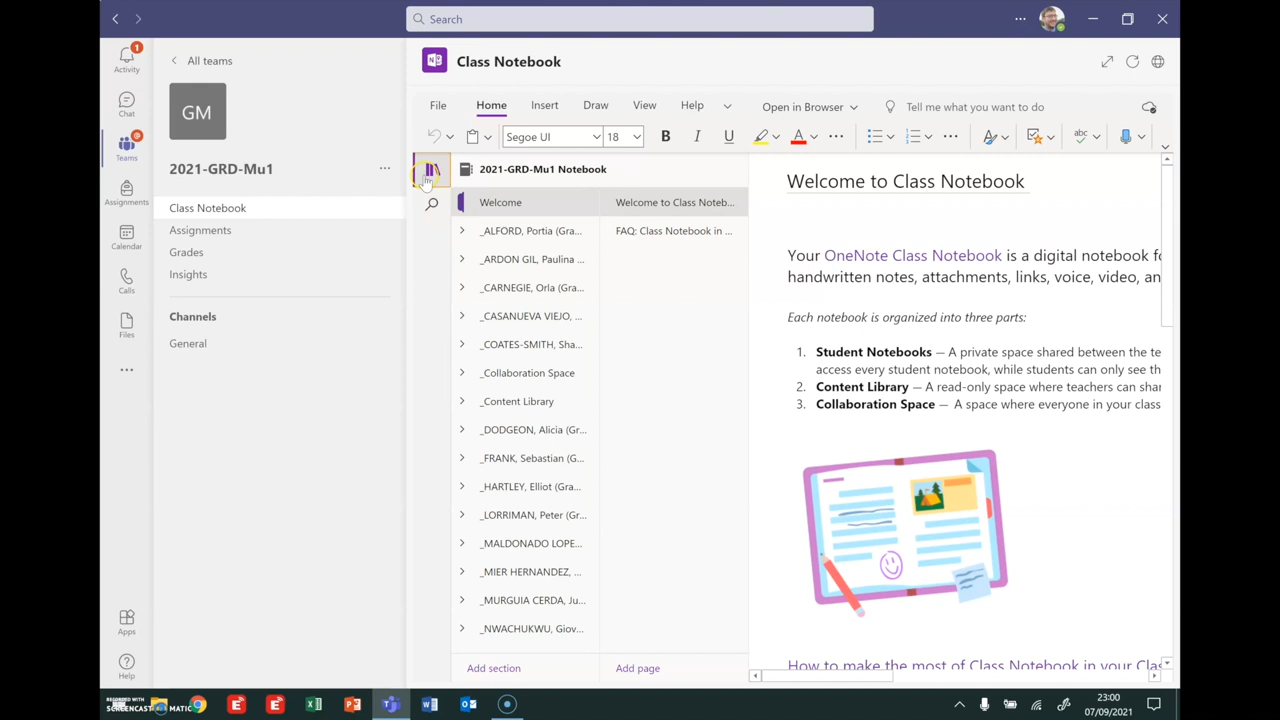 Search
Activity
1
Chat
Teams
@
Assignments
Calendar
Calls
Files
Apps
Help
All teams
GM
2021-GRD-Mu1
Class Notebook
Assignments
Grades
Insights
Channels
General
Class Notebook
File Home Insert Draw View Help Open in Browser Tell me what you want to do
Segoe UI 18 B I U A abc
2021-GRD-Mu1 Notebook
Welcome
_ALFORD, Portia (Gra...
_ARDON GIL, Paulina ...
_CARNEGIE, Orla (Gra...
_CASANUEVA VIEJO, ...
_COATES-SMITH, Sha...
_Collaboration Space
_Content Library
_DODGEON, Alicia (Gr...
_FRANK, Sebastian (G...
_HARTLEY, Elliot (Gra...
_LORRIMAN, Peter (Gr...
_MALDONADO LOPE...
_MIER HERNANDEZ, ...
_MURGUIA CERDA, Ju...
_NWACHUKWU, Giov...
Add section
Welcome to Class Noteb...
FAQ: Class Notebook in ...
Add page
Welcome to Class Notebook
Your OneNote Class Notebook is a digital notebook fo
handwritten notes, attachments, links, voice, video, an
Each notebook is organized into three parts:
1. Student Notebooks — A private space shared between the te
access every student notebook, while students can only see th
2. Content Library — A read-only space where teachers can shar
3. Collaboration Space — A space where everyone in your class
How to make the most of Class Notebook in your Clas
RECORDED WITH
SCREENCAST MATIC
23:00
07/09/2021